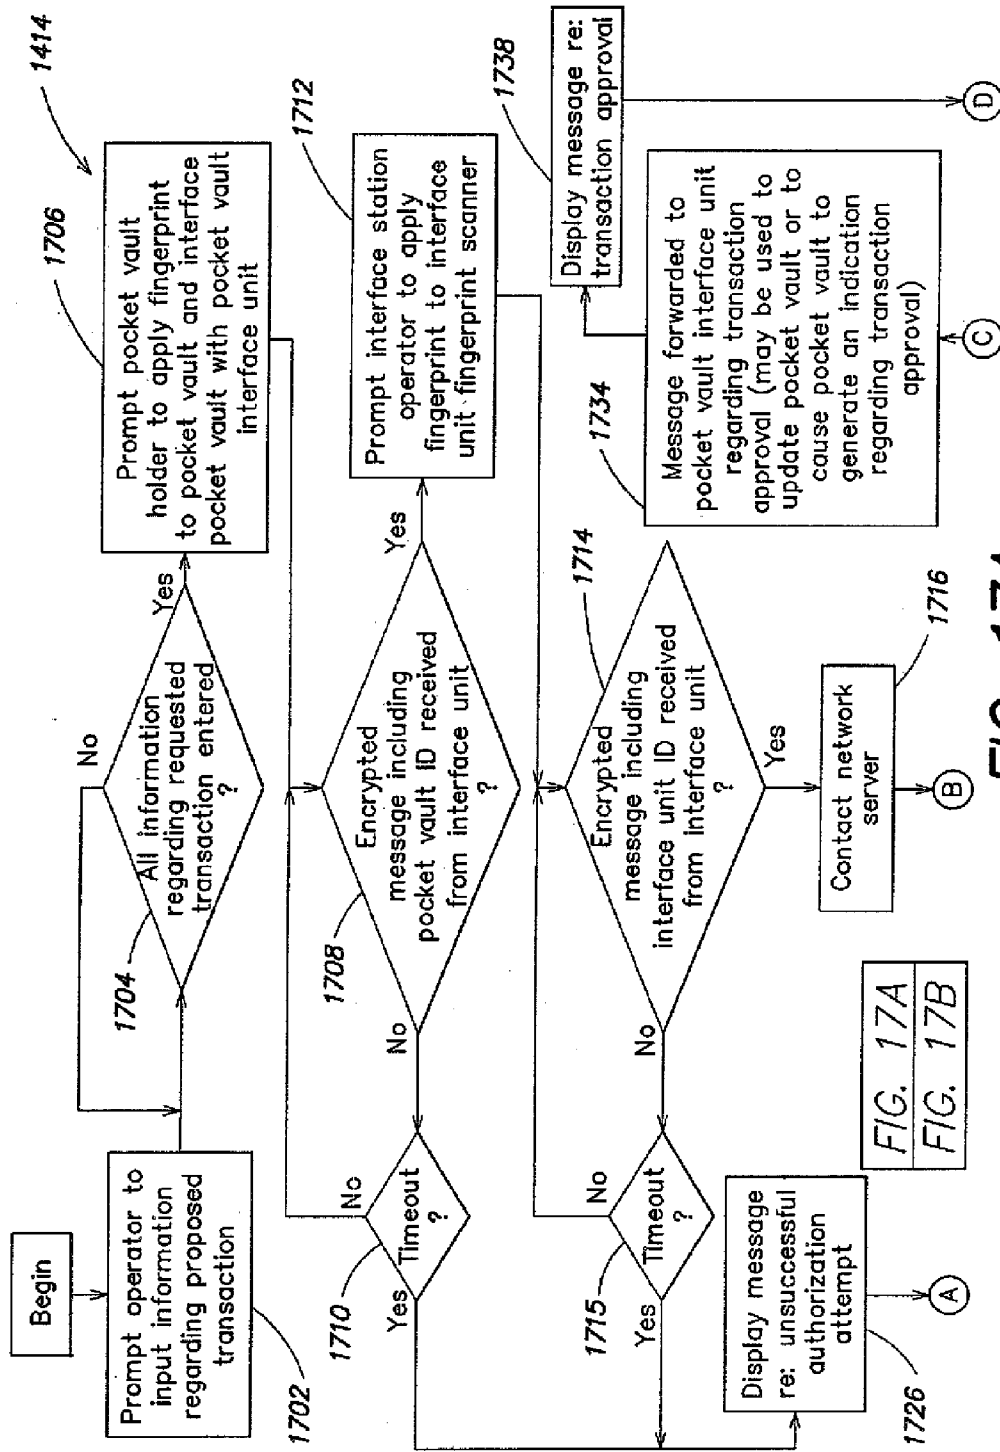 1414
Begin
Prompt operator to
input information
regarding proposed
transaction
1702
No
1704
All information
regarding requested
transaction entered
?
Yes
1706
Prompt pocket vault
holder to apply fingerprint
to pocket vault and interface
pocket vault with pocket vault
interface unit
1708
Encrypted
message including
pocket vault ID received
from interface unit
?
No
Yes
1710
Timeout
?
No
Yes
1712
Prompt interface station
operator to apply
fingerprint to interface
unit fingerprint scanner
1714
Encrypted
message including
interface unit ID received
from interface unit
?
No
Yes
1715
Timeout
?
No
Yes
1716
Contact network
server
B
1726
Display message
re: unsuccessful
authorization
attempt
A
1734
Message forwarded to
pocket vault interface unit
regarding transaction
approval (may be used to
update pocket vault or to
cause pocket vault to
generate an indication
regarding transaction
approval)
C
1738
Display message re:
transaction approval
D
FIG. 17A
FIG. 17B
FIG. 17A